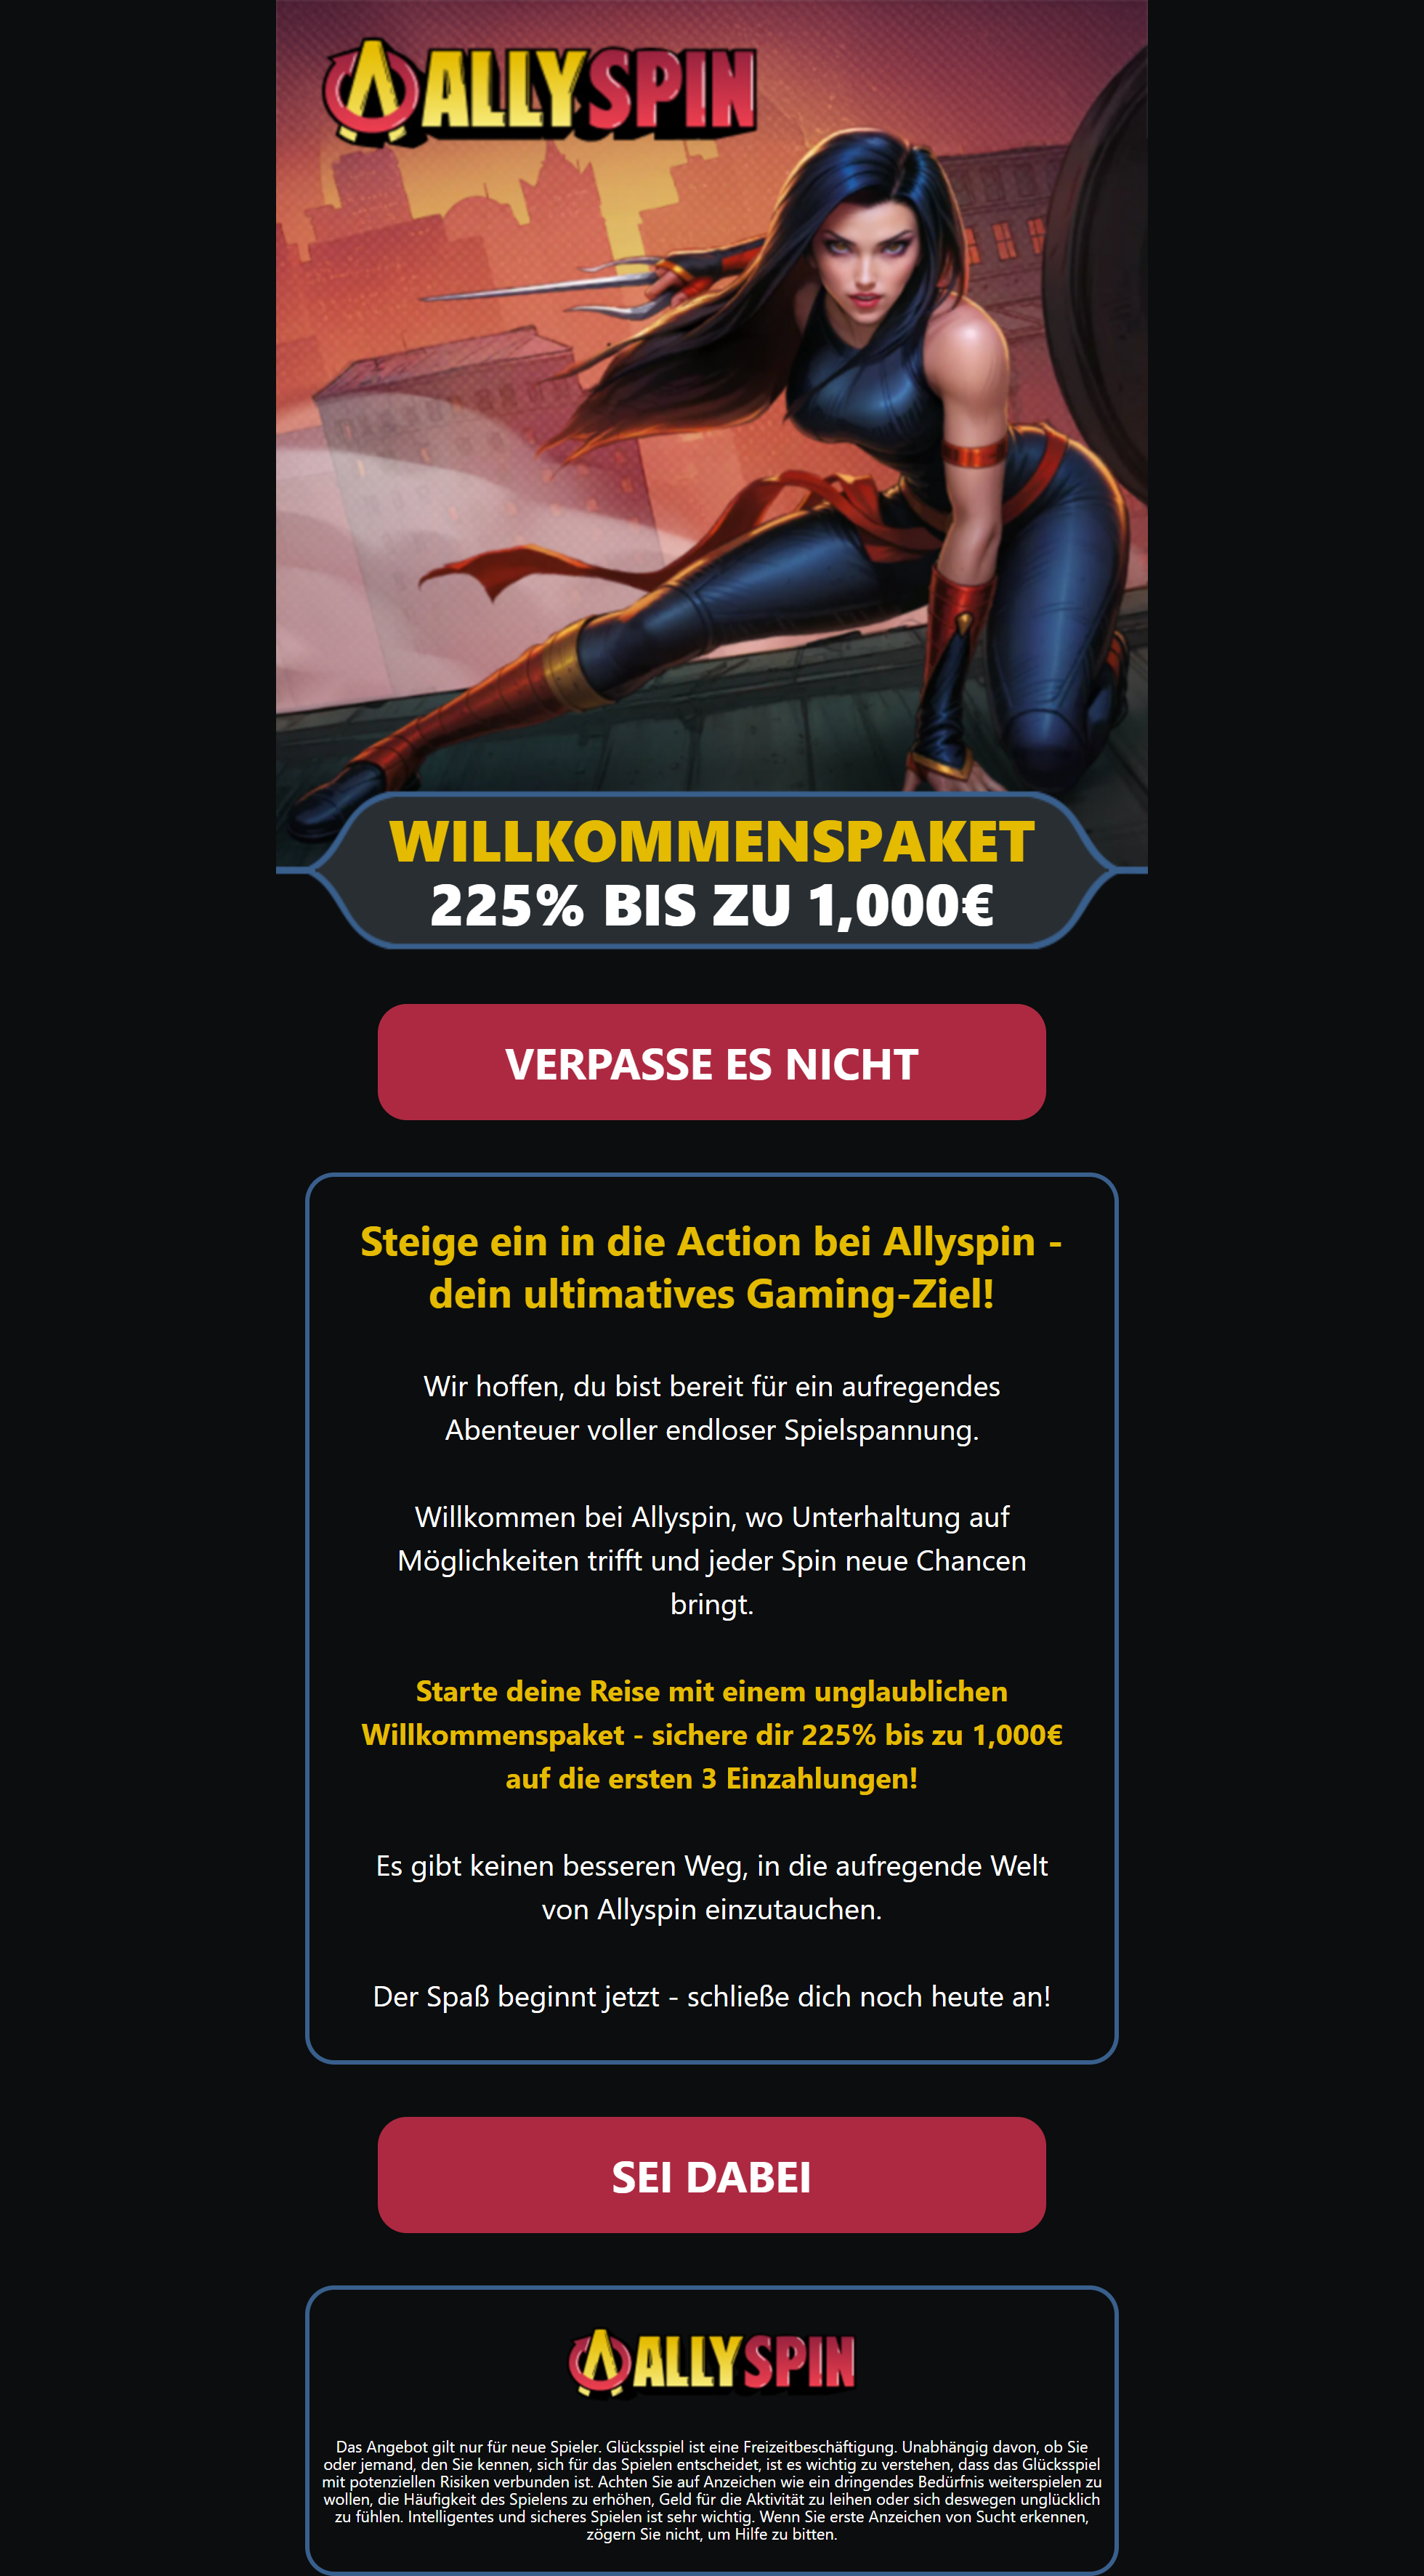 ALLYSPIN
WILLKOMMENSPAKET
225% BIS ZU 1,000€
VERPASSE ES NICHT
Steige ein in die Action bei Allyspin -
dein ultimatives Gaming-Ziel!
Wir hoffen, du bist bereit für ein aufregendes
Abenteuer voller endloser Spielspannung.
Willkommen bei Allyspin, wo Unterhaltung auf
Möglichkeiten trifft und jeder Spin neue Chancen
bringt.
Starte deine Reise mit einem unglaublichen
Willkommenspaket - sichere dir 225% bis zu 1,000€
auf die ersten 3 Einzahlungen!
Es gibt keinen besseren Weg, in die aufregende Welt
von Allyspin einzutauchen.
Der Spaß beginnt jetzt - schließe dich noch heute an!
SEI DABEI
ALLYSPIN
Das Angebot gilt nur für neue Spieler. Glücksspiel ist eine Freizeitbeschäftigung. Unabhängig davon, ob Sie
oder jemand, den Sie kennen, sich für das Spielen entscheidet, ist es wichtig zu verstehen, dass das Glücksspiel
mit potenziellen Risiken verbunden ist. Achten Sie auf Anzeichen wie ein dringendes Bedürfnis weiterspielen zu
wollen, die Häufigkeit des Spielens zu erhöhen, Geld für die Aktivität zu leihen oder sich deswegen unglücklich
zu fühlen. Intelligentes und sicheres Spielen ist sehr wichtig. Wenn Sie erste Anzeichen von Sucht erkennen,
zögern Sie nicht, um Hilfe zu bitten.